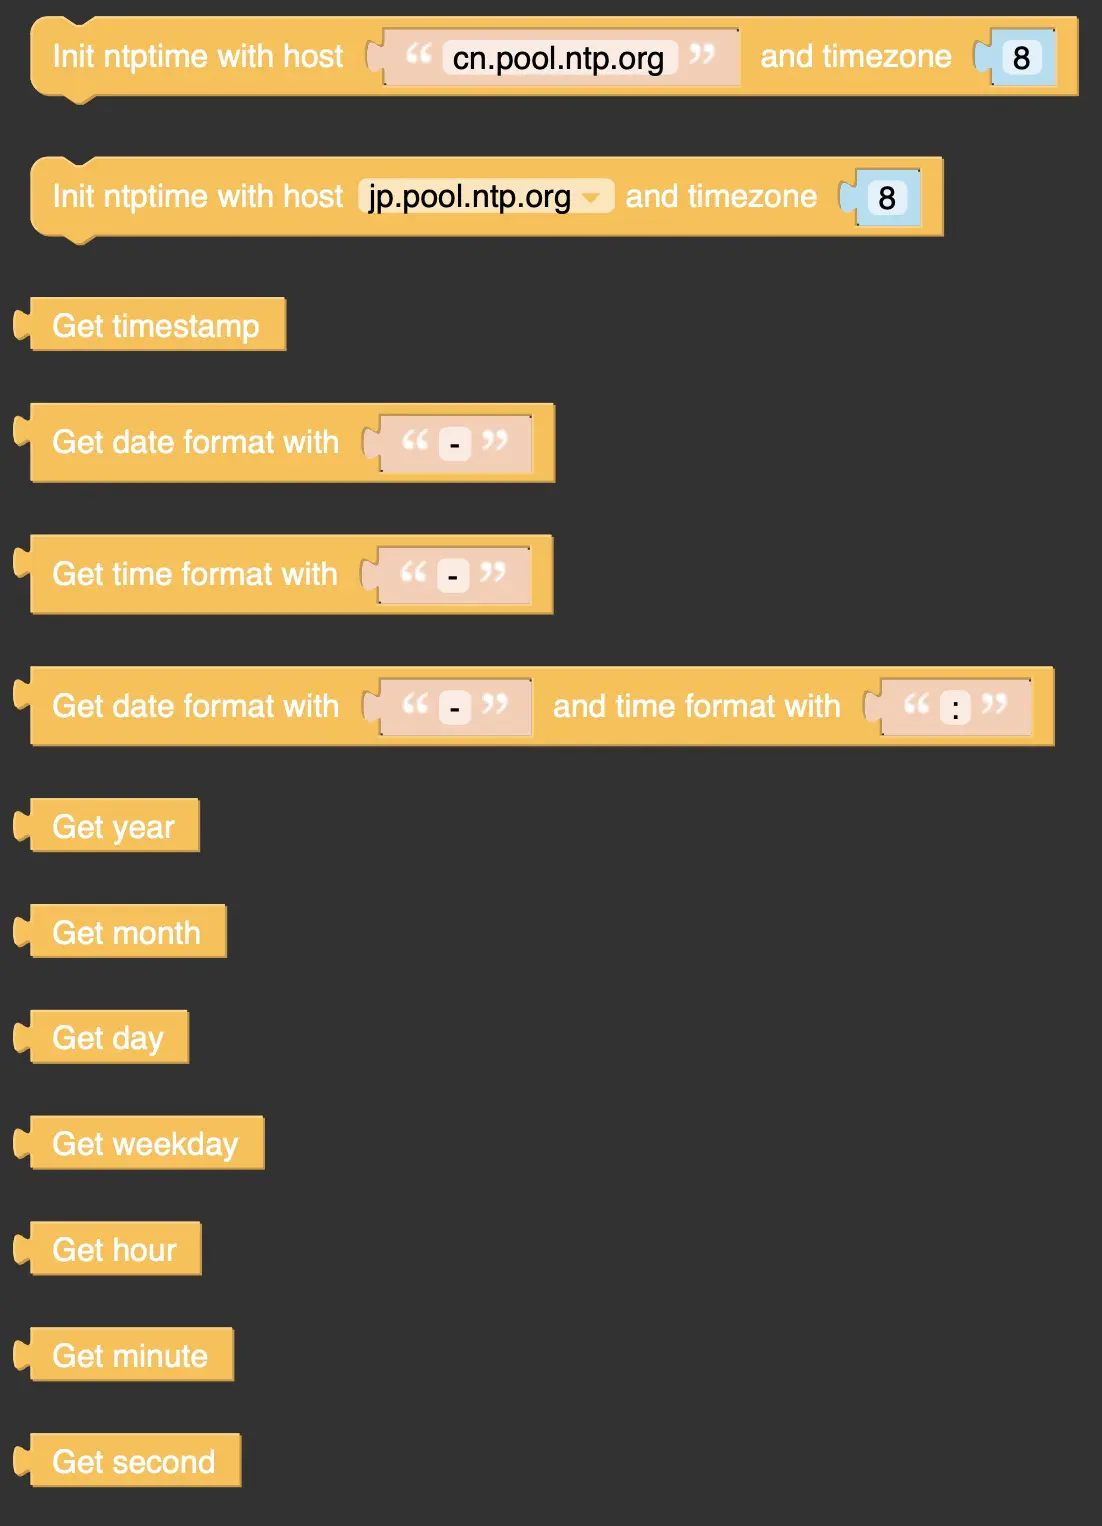 Init ntptime with host “ cn.pool.ntp.org ” and timezone 8
Init ntptime with host jp.pool.ntp.org and timezone 8
Get timestamp
Get date format with “ - ”
Get time format with “ - ”
Get date format with “ - ” and time format with “ : ”
Get year
Get month
Get day
Get weekday
Get hour
Get minute
Get second